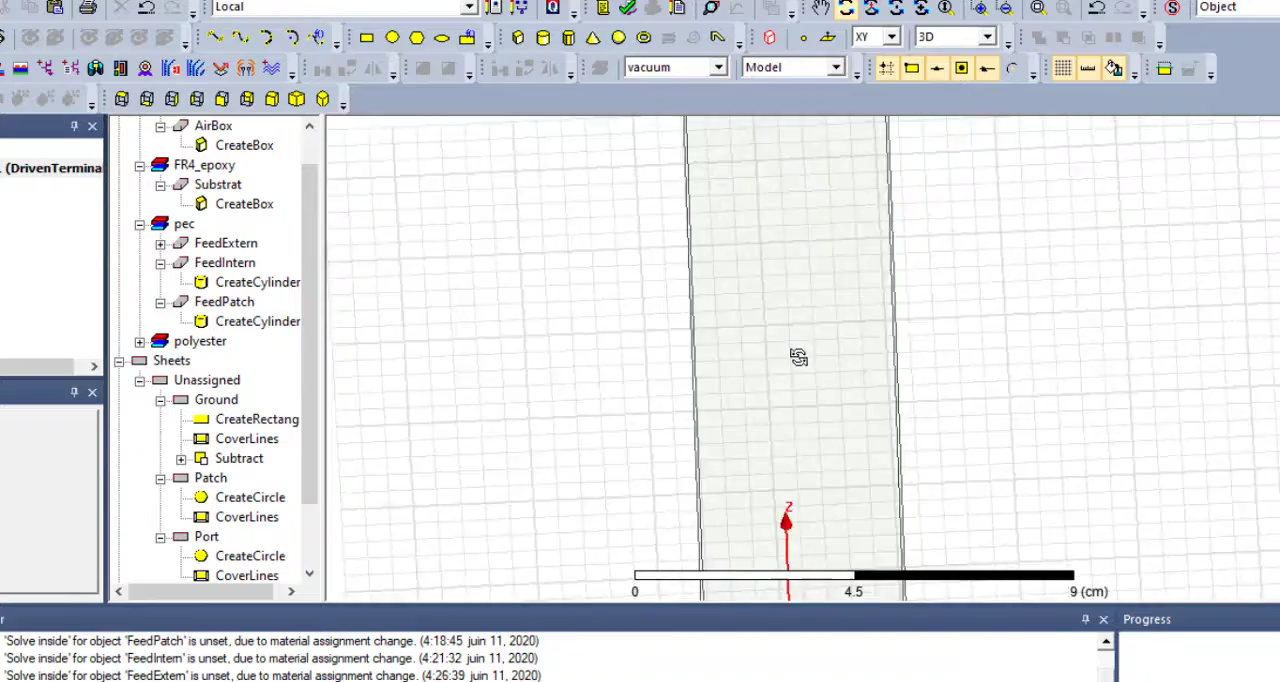 Local
Object
XY
3D
vacuum
Model
. (DrivenTermina
AirBox
CreateBox
FR4_epoxy
Substrat
CreateBox
pec
FeedExtern
FeedIntern
CreateCylinder
FeedPatch
CreateCylinder
polyester
Sheets
Unassigned
Ground
CreateRectang
CoverLines
Subtract
Patch
CreateCircle
CoverLines
Port
CreateCircle
CoverLines
Z
0
4.5
9 (cm)
r
Progress
'Solve inside' for object 'FeedPatch' is unset, due to material assignment change. (4:18:45 juin 11, 2020)
'Solve inside' for object 'FeedIntern' is unset, due to material assignment change. (4:21:32 juin 11, 2020)
'Solve inside' for object 'FeedExtern' is unset, due to material assignment change. (4:26:39 juin 11, 2020)